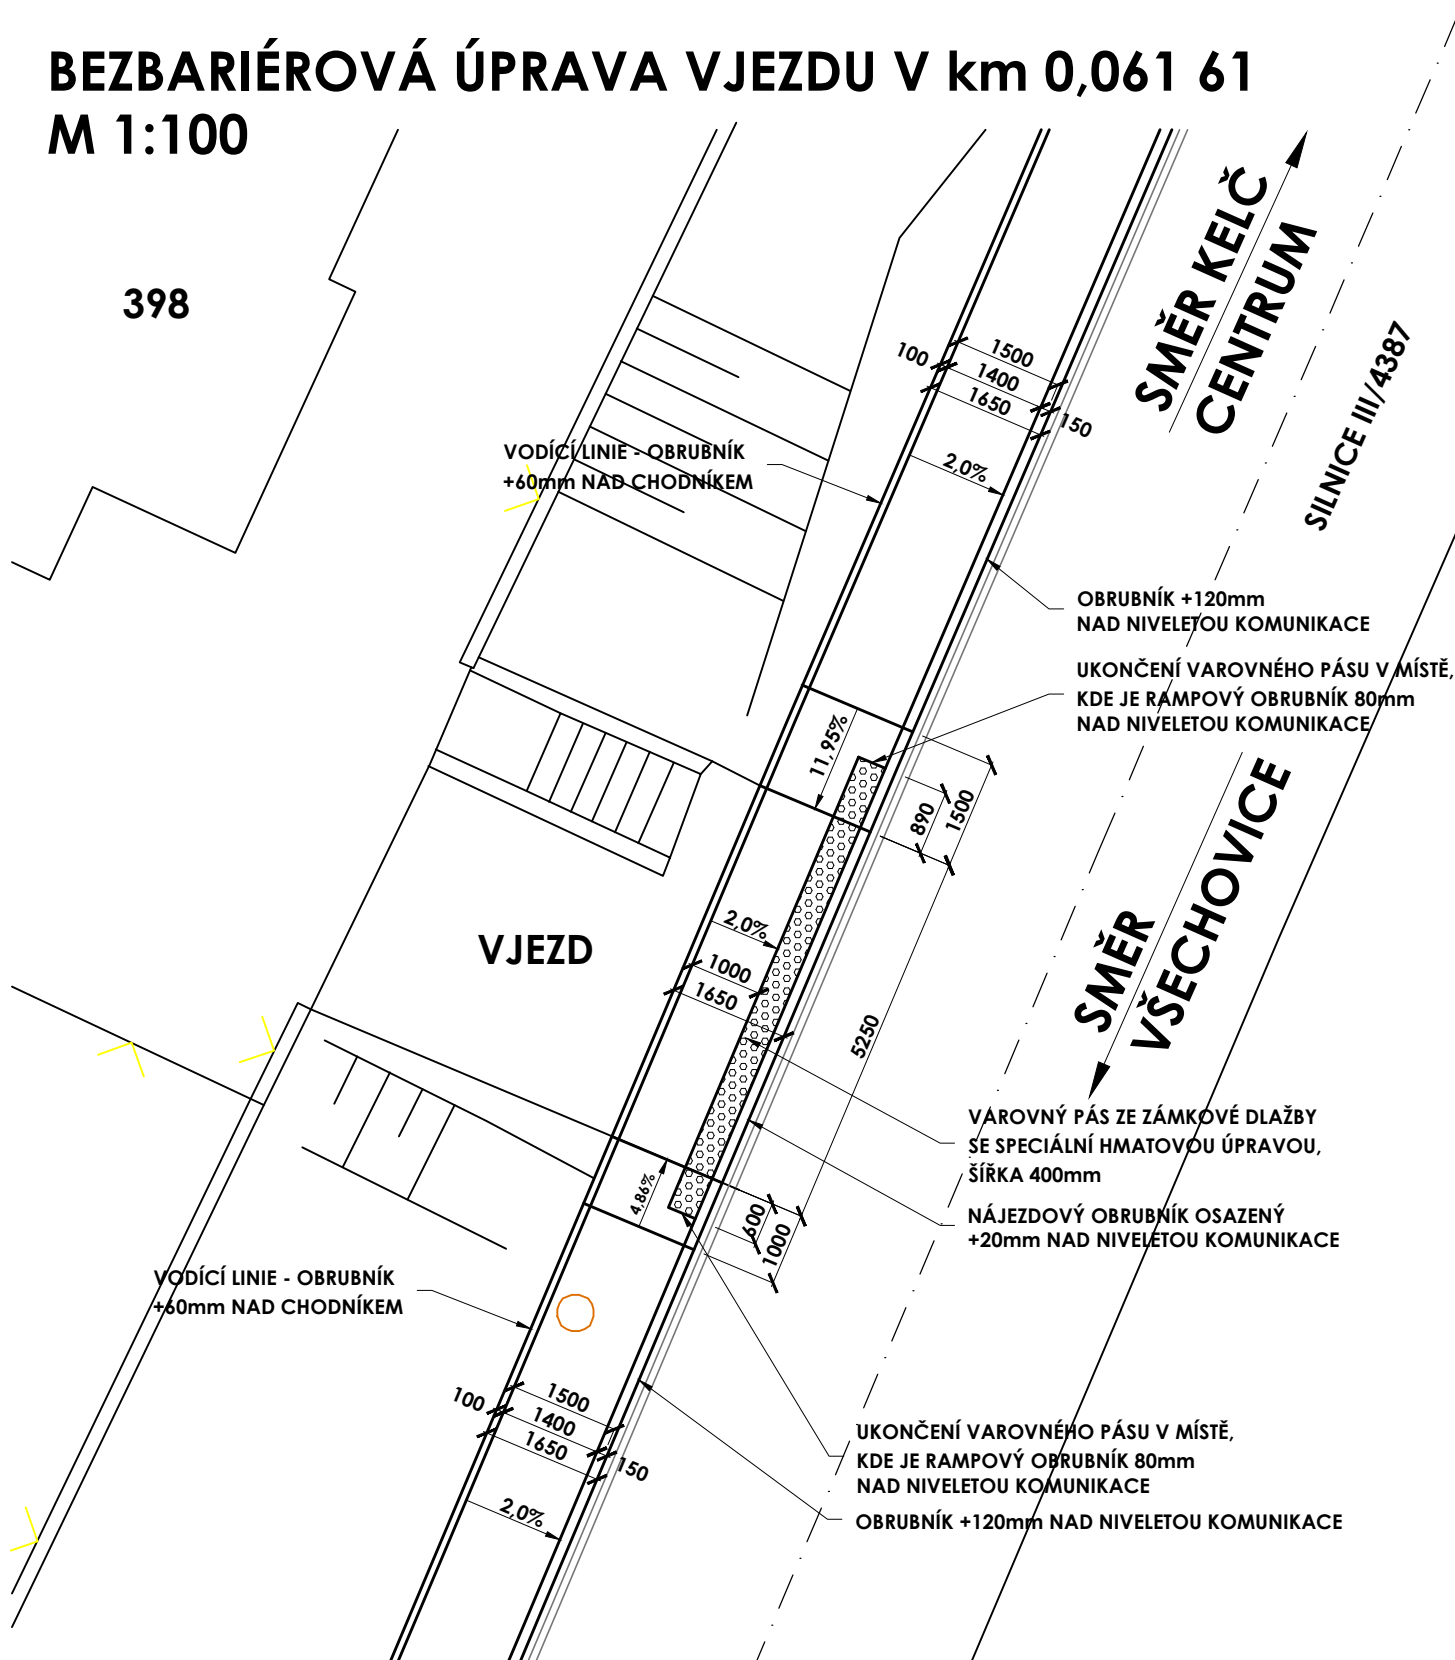 BEZBARIÉROVÁ ÚPRAVA VJEZDU V km 0,061 61
M 1:100
398
SMĚR KELČ
CENTRUM
SILNICE III/4387
100
1500
1400
1650
150
2,0%
VODÍCÍ LINIE - OBRUBNÍK
+60mm NAD CHODNÍKEM
OBRUBNÍK +120mm
NAD NIVELETOU KOMUNIKACE
UKONČENÍ VAROVNÉHO PÁSU V MÍSTĚ,
KDE JE RAMPOVÝ OBRUBNÍK 80mm
NAD NIVELETOU KOMUNIKACE
11,95%
890
1500
SMĚR
VŠECHOVICE
VJEZD
2,0%
1000
1650
5250
VAROVNÝ PÁS ZE ZÁMKOVÉ DLAŽBY
SE SPECIÁLNÍ HMATOVOU ÚPRAVOU,
ŠÍŘKA 400mm
4,86%
600
1000
NÁJEZDOVÝ OBRUBNÍK OSAZENÝ
+20mm NAD NIVELETOU KOMUNIKACE
VODÍCÍ LINIE - OBRUBNÍK
+60mm NAD CHODNÍKEM
100
1500
1400
1650
150
2,0%
UKONČENÍ VAROVNÉHO PÁSU V MÍSTĚ,
KDE JE RAMPOVÝ OBRUBNÍK 80mm
NAD NIVELETOU KOMUNIKACE
OBRUBNÍK +120mm NAD NIVELETOU KOMUNIKACE